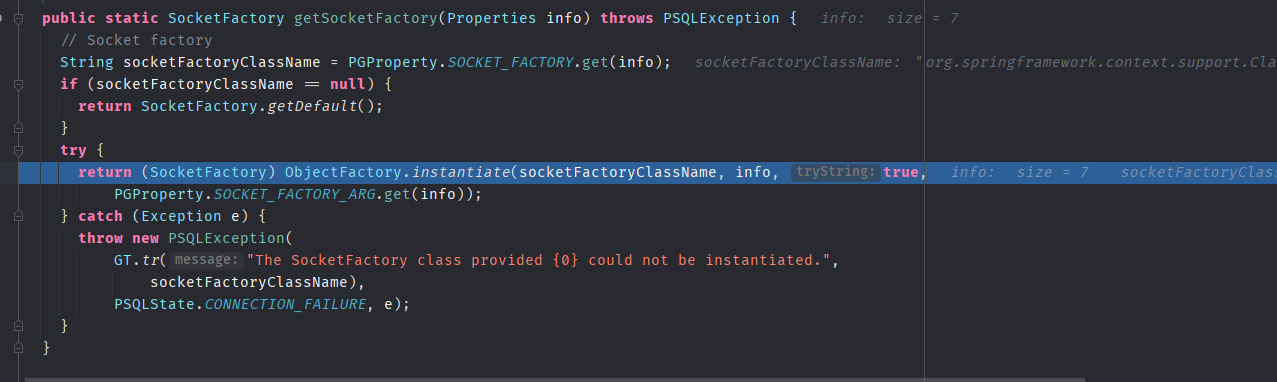 public static SocketFactory getSocketFactory(Properties info) throws PSQLException {   info:  size = 7
// Socket factory
String socketFactoryClassName = PGProperty.SOCKET_FACTORY.get(info);   socketFactoryClassName: "org.springframework.context.support.Cla
if (socketFactoryClassName == null) {
return SocketFactory.getDefault();
}
try {
return (SocketFactory) ObjectFactory.instantiate(socketFactoryClassName, info, tryString: true,   info:  size = 7   socketFactoryClass
PGProperty.SOCKET_FACTORY_ARG.get(info));
} catch (Exception e) {
throw new PSQLException(
GT.tr( message: "The SocketFactory class provided {0} could not be instantiated.",
socketFactoryClassName),
PSQLState.CONNECTION_FAILURE, e);
}
}